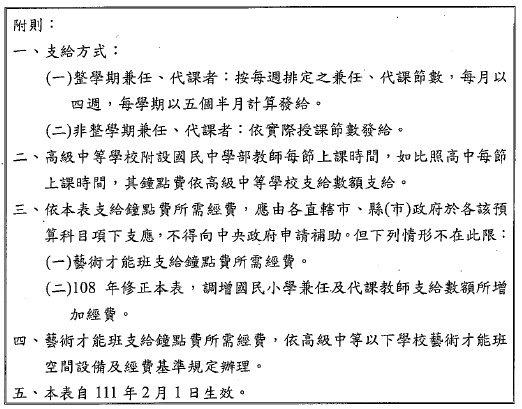 附則：
一、支給方式：
(一)整學期兼任、代課者：按每週排定之兼任、代課節數，每月以
四週，每學期以五個半月計算發給。
(二)非整學期兼任、代課者：依實際授課節數發給。
二、高級中等學校附設國民中學部教師每節上課時間，如比照高中每節
上課時間，其鐘點費依高級中等學校支給數額支給。
三、依本表支給鐘點費所需經費，應由各直轄市、縣(市)政府於各該預
算科目項下支應，不得向中央政府申請補助。但下列情形不在此限：
(一)藝術才能班支給鐘點費所需經費。
(二)108 年修正本表，調增國民小學兼任及代課教師支給數額所增
加經費。
四、藝術才能班支給鐘點費所需經費，依高級中等以下學校藝術才能班
空間設備及經費基準規定辦理。
五、本表自 111 年 2 月 1 日生效。